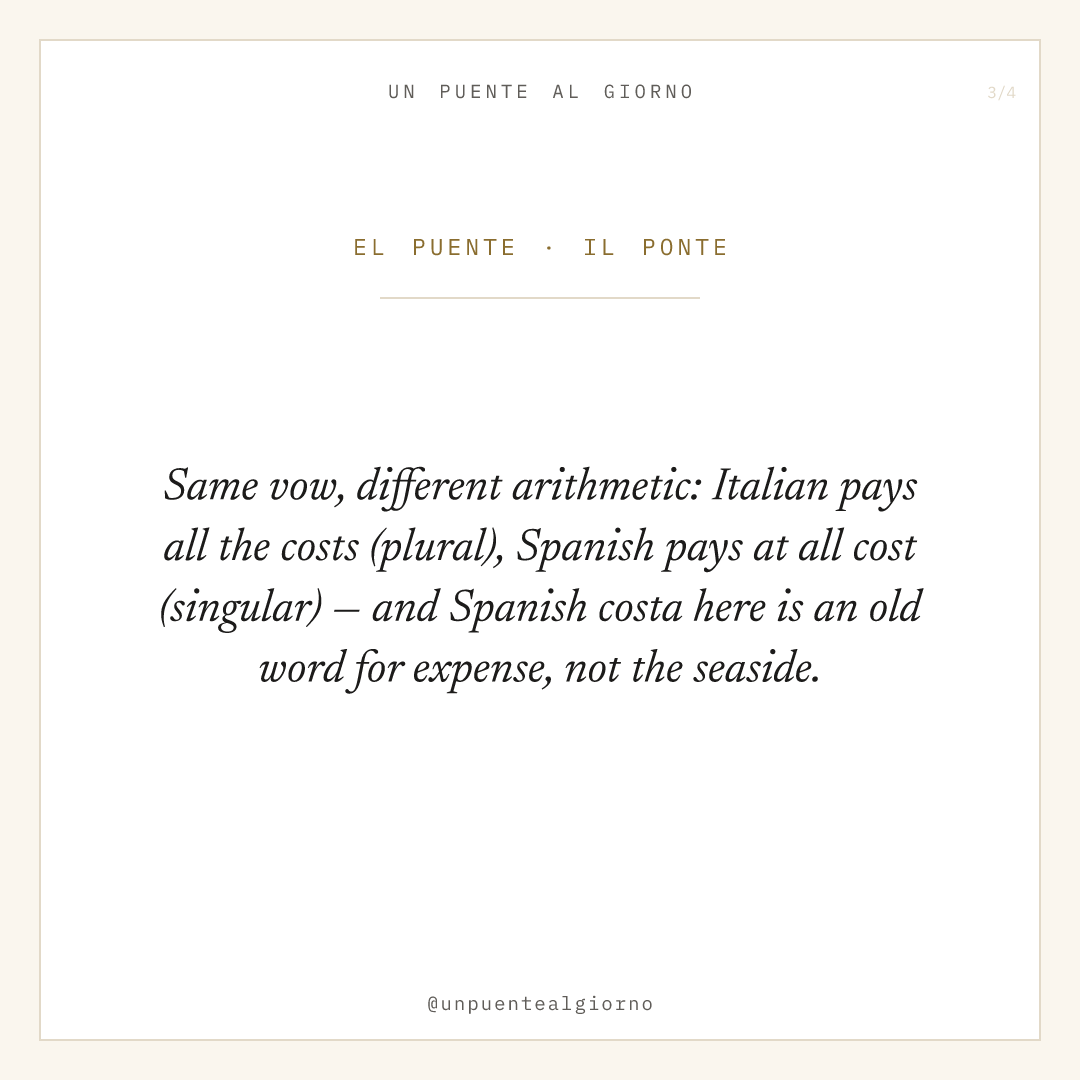 UN PUENTE AL GIORNO
3/4
EL PUENTE · IL PONTE
Same vow, different arithmetic: Italian pays
all the costs (plural), Spanish pays at all cost
(singular) — and Spanish costa here is an old
word for expense, not the seaside.
@unpuentealgiorno